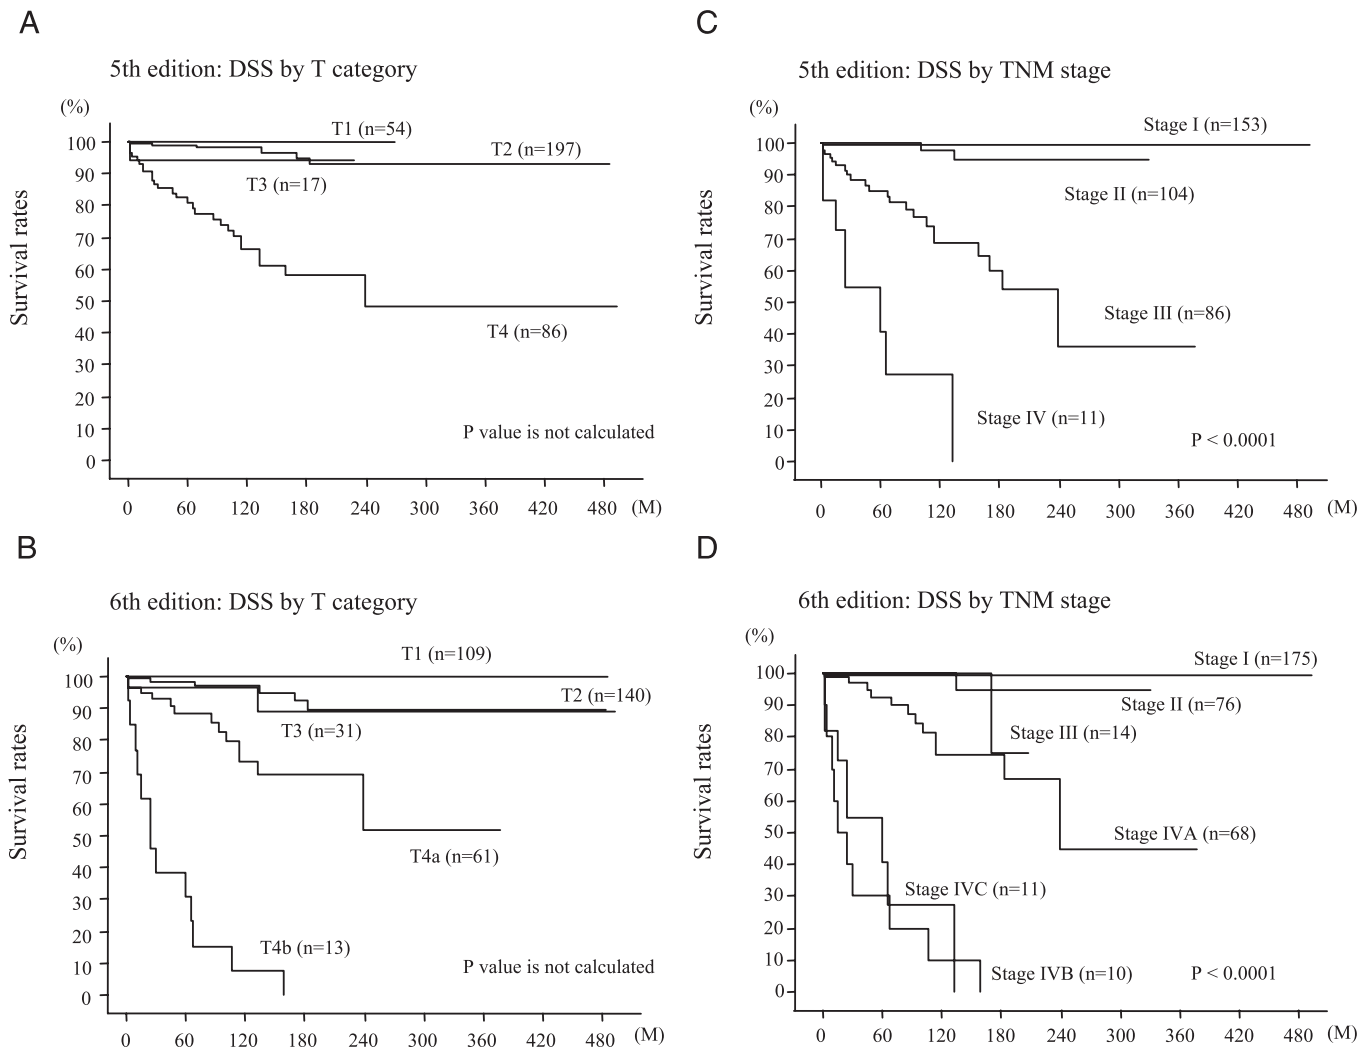 A
5th edition: DSS by T category
(%)
Survival rates
100
90
80
70
60
50
40
30
20
10
0
T1 (n=54)
T2 (n=197)
T3 (n=17)
T4 (n=86)
P value is not calculated
0 60 120 180 240 300 360 420 480 (M)
C
5th edition: DSS by TNM stage
(%)
Survival rates
100
90
80
70
60
50
40
30
20
10
0
Stage I (n=153)
Stage II (n=104)
Stage III (n=86)
Stage IV (n=11)
P < 0.0001
0 60 120 180 240 300 360 420 480 (M)
B
6th edition: DSS by T category
(%)
Survival rates
100
90
80
70
60
50
40
30
20
10
0
T1 (n=109)
T2 (n=140)
T3 (n=31)
T4a (n=61)
T4b (n=13)
P value is not calculated
0 60 120 180 240 300 360 420 480 (M)
D
6th edition: DSS by TNM stage
(%)
Survival rates
100
90
80
70
60
50
40
30
20
10
0
Stage I (n=175)
Stage II (n=76)
Stage III (n=14)
Stage IVA (n=68)
Stage IVC (n=11)
Stage IVB (n=10)
P < 0.0001
0 60 120 180 240 300 360 420 480 (M)